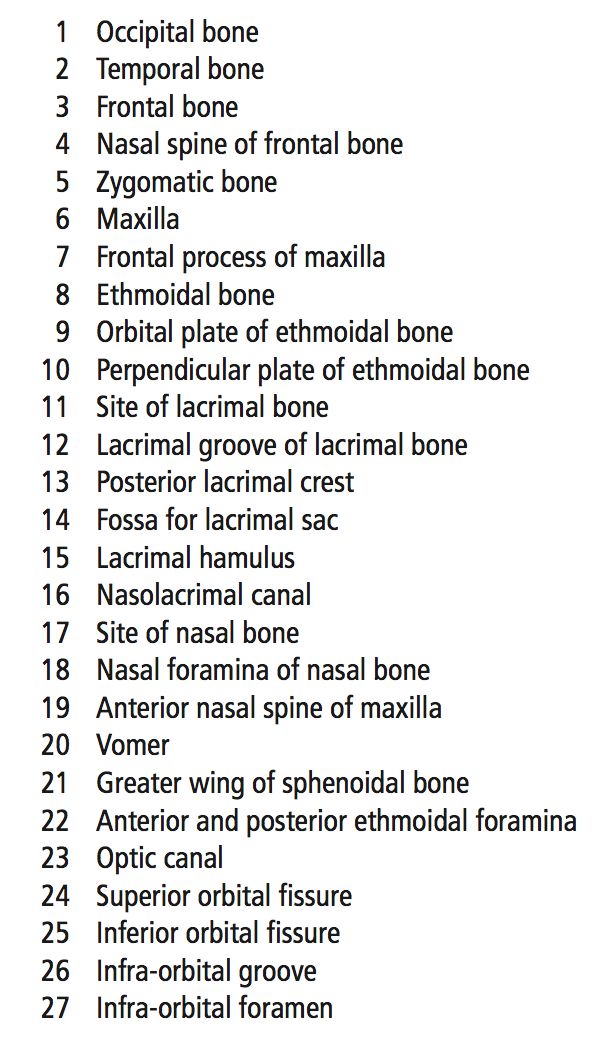 1 Occipital bone
2 Temporal bone
3 Frontal bone
4 Nasal spine of frontal bone
5 Zygomatic bone
6 Maxilla
7 Frontal process of maxilla
8 Ethmoidal bone
9 Orbital plate of ethmoidal bone
10 Perpendicular plate of ethmoidal bone
11 Site of lacrimal bone
12 Lacrimal groove of lacrimal bone
13 Posterior lacrimal crest
14 Fossa for lacrimal sac
15 Lacrimal hamulus
16 Nasolacrimal canal
17 Site of nasal bone
18 Nasal foramina of nasal bone
19 Anterior nasal spine of maxilla
20 Vomer
21 Greater wing of sphenoidal bone
22 Anterior and posterior ethmoidal foramina
23 Optic canal
24 Superior orbital fissure
25 Inferior orbital fissure
26 Infra-orbital groove
27 Infra-orbital foramen